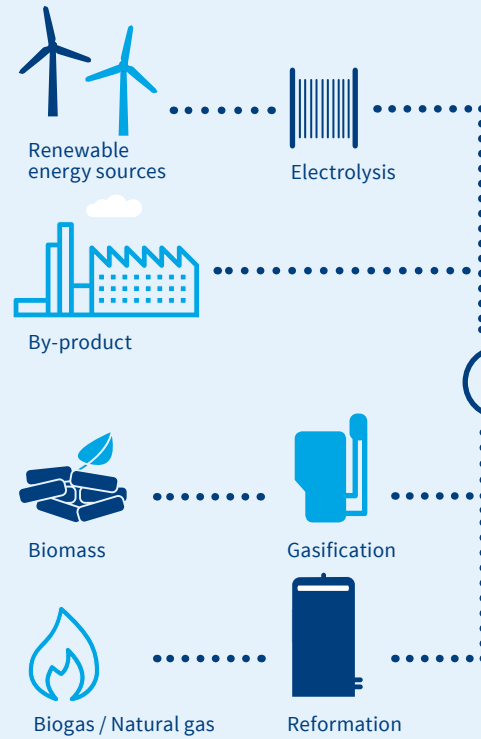 Renewable
energy sources
Electrolysis
By-product
Biomass
Gasification
Biogas / Natural gas
Reformation